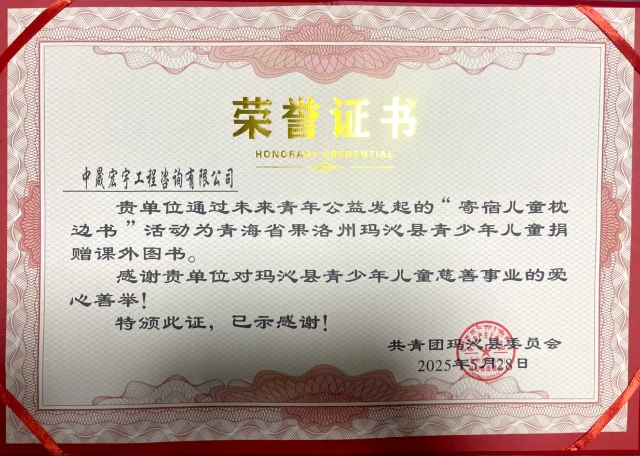 荣誉证书
HONORARY CREDENTIAL
中晟宏宇工程咨询有限公司
贵单位通过未来青年公益发起的“寄宿儿童枕
边书”活动为青海省果洛州玛沁县青少年儿童捐
赠课外图书。
感谢贵单位对玛沁县青少年儿童慈善事业的爱
心善举！
特颁此证，已示感谢！
共青团玛沁县委员会
2025年5月28日